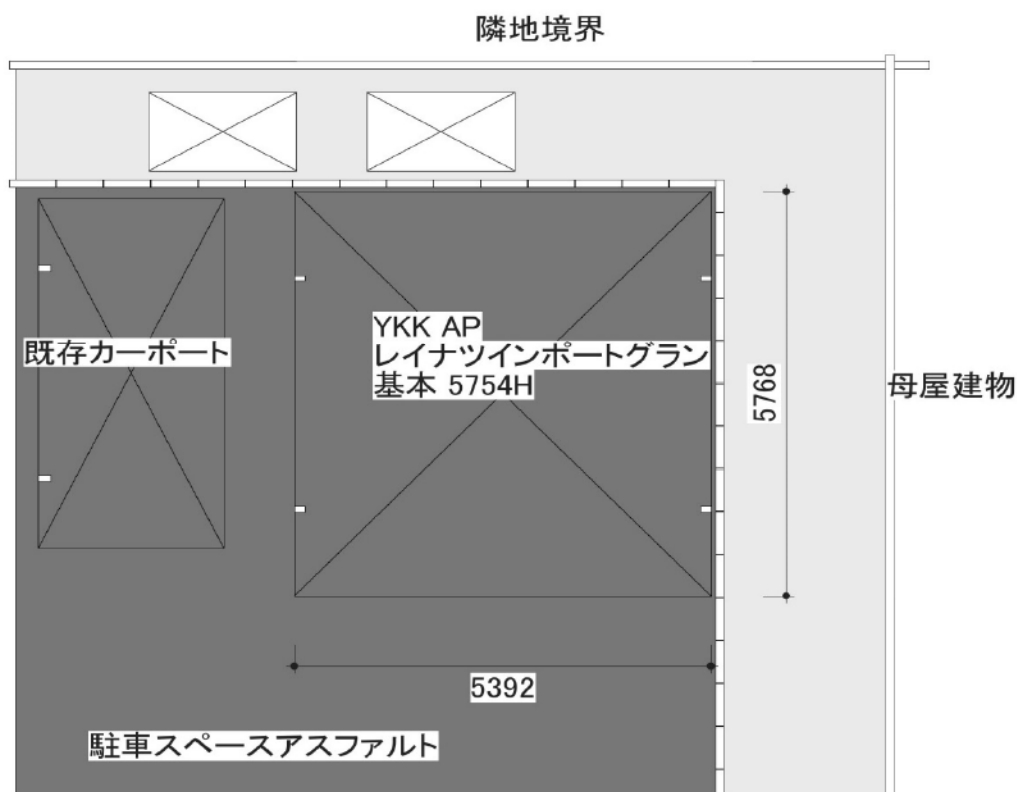 隣地境界
YKK AP
レイナツインポートグラン
基本 5754H
既存カーポート
5768
母屋建物
5392
駐車スペースアスファルト